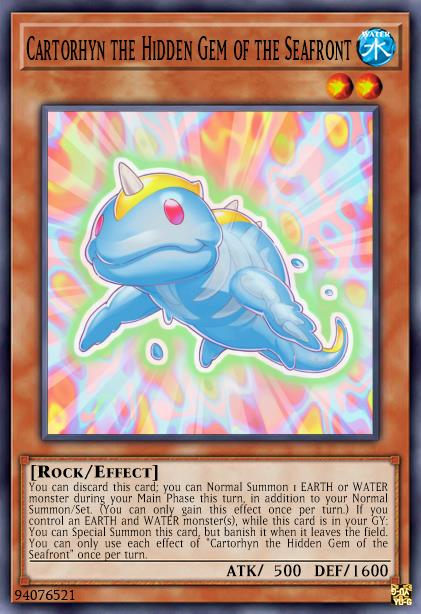 CARTORHYN THE HIDDEN GEM OF THE SEAFRONT
WATER
水
[ROCK/EFFECT]
You can discard this card; you can Normal Summon 1 EARTH or WATER
monster during your Main Phase this turn, in addition to your Normal
Summon/Set. (You can only gain this effect once per turn.) If you
control an EARTH and WATER monster(s), while this card is in your GY:
You can Special Summon this card, but banish it when it leaves the field.
You can only use each effect of "Cartorhyn the Hidden Gem of the
Seafront" once per turn.
ATK/ 500 DEF/1600
94076521